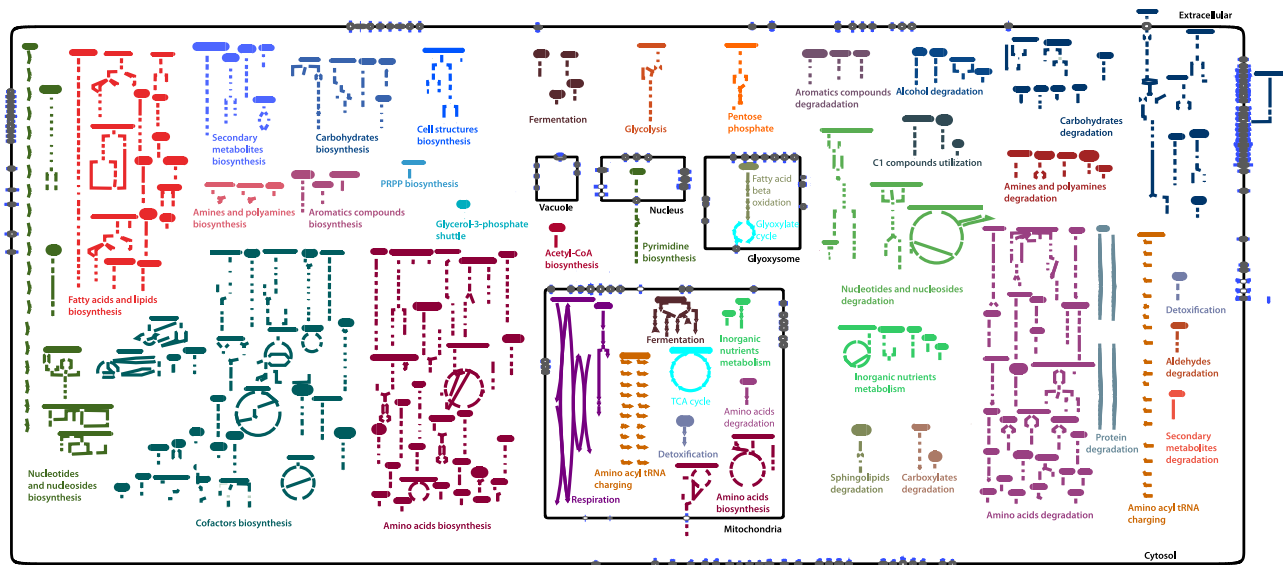 Extracellular
Secondary
metabolites
biosynthesis
Carbohydrates
biosynthesis
Cell structures
biosynthesis
Fermentation
Glycolysis
Pentose
phosphate
Aromatics compounds
degradadation
Alcohol degradation
C1 compounds utilization
Carbohydrates
degradation
PRPP biosynthesis
Amines and polyamines
biosynthesis
Aromatics compounds
biosynthesis
Glycerol-3-phosphate
shuttle
Vacuole
Nucleus
Fatty acid
beta
oxidation
Glyoxylate
cycle
Glyoxysome
Amines and polyamines
degradation
Acetyl-CoA
biosynthesis
Pyrimidine
biosynthesis
Fatty acids and lipids
biosynthesis
Nucleotides and nucleosides
degradation
Detoxification
Fermentation
Inorganic
nutrients
metabolism
TCA cycle
Amino acids
degradation
Detoxification
Amino acyl tRNA
charging
Respiration
Amino acids
biosynthesis
Mitochondria
Inorganic nutrients
metabolism
Aldehydes
degradation
Secondary
metabolites
degradation
Protein
degradation
Nucleotides
and nucleosides
biosynthesis
Cofactors biosynthesis
Amino acids biosynthesis
Sphingolipids
degradation
Carboxylates
degradation
Amino acids degradation
Amino acyl tRNA
charging
Cytosol